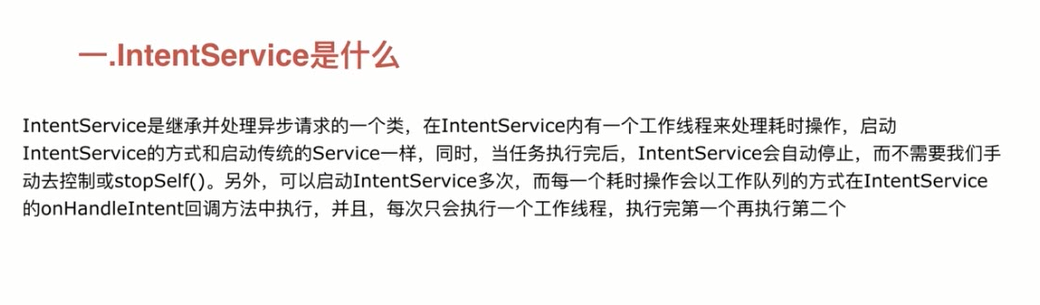 一.IntentService是什么
IntentService是继承并处理异步请求的一个类，在IntentService内有一个工作线程来处理耗时操作，启动
IntentService的方式和启动传统的Service一样，同时，当任务执行完后，IntentService会自动停止，而不需要我们手
动去控制或stopSelf()。另外，可以启动IntentService多次，而每一个耗时操作会以工作队列的方式在IntentService
的onHandleIntent回调方法中执行，并且，每次只会执行一个工作线程，执行完第一个再执行第二个